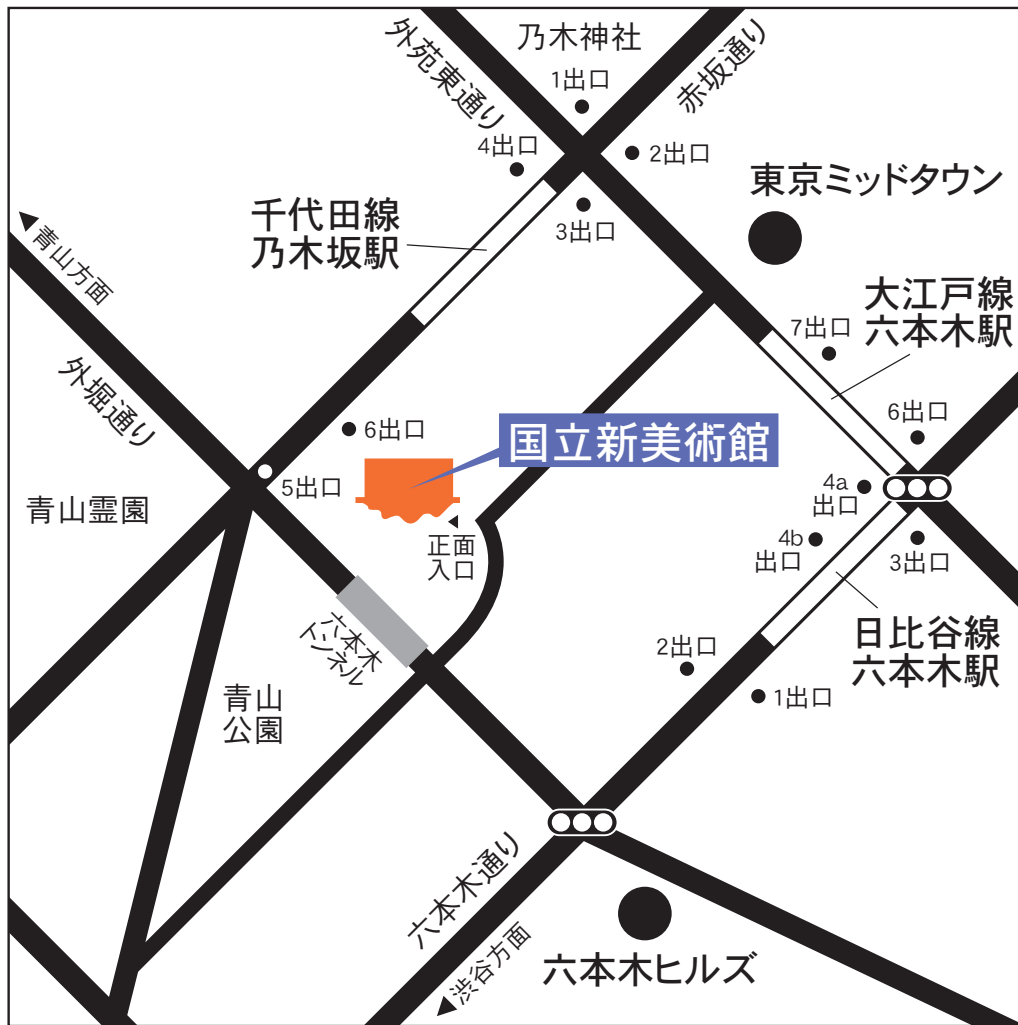 乃木神社
外苑東通り
赤坂通り
1出口
4出口
2出口
東京ミッドタウン
千代田線
乃木坂駅
3出口
青山方面
大江戸線
六本木駅
7出口
外堀通り
6出口
6出口
国立新美術館
5出口
4a
出口
青山霊園
正面
入口
4b
出口
3出口
六本木
トンネル
日比谷線
六本木駅
2出口
1出口
青山
公園
六本木通り
渋谷方面
六本木ヒルズ